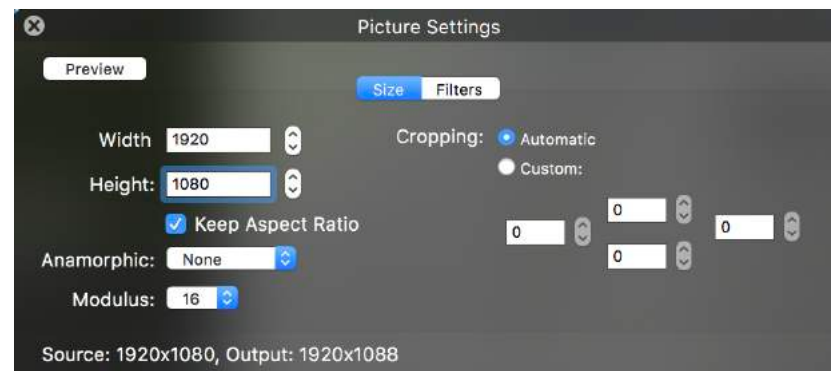 Picture Settings
Preview
Size Filters
Width 1920
Cropping: Automatic
Height: 1080
Custom:
Keep Aspect Ratio
0
0
0
0
Anamorphic: None
Modulus: 16
Source: 1920x1080, Output: 1920x1088